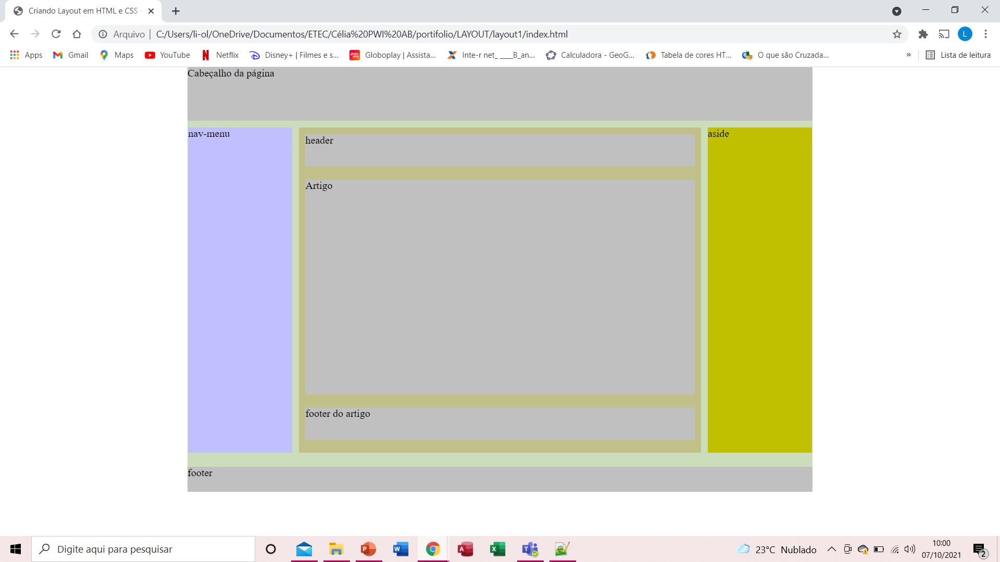 Criando Layout em HTML e CSS
Arquivo C:/Users/li-ol/OneDrive/Documentos/ETEC/Célia%20PWI%20AB/portifolio/LAYOUT/layout1/index.html
L
Apps Gmail Maps YouTube Netflix Disney+ | Filmes e s... Globoplay | Assista... Inte-r net_ ____B_an... Calculadora - GeoG... Tabela de cores HT... O que são Cruzada... » Lista de leitura
Cabeçalho da página
nav-menu
header
aside
Artigo
footer do artigo
footer
Digite aqui para pesquisar
23°C Nublado
10:00
07/10/2021
2